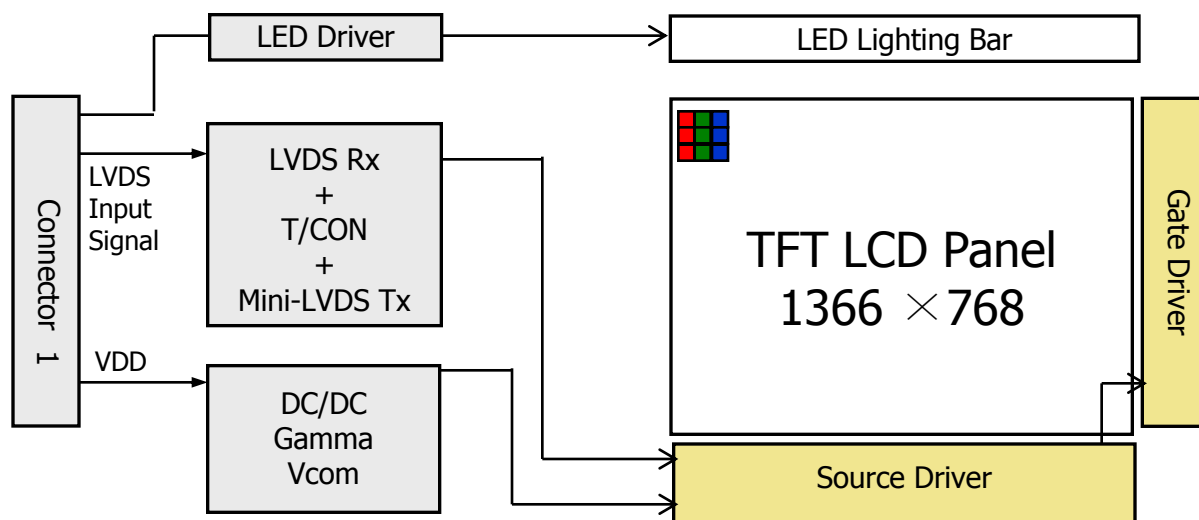 LED Driver
LED Lighting Bar
Connector 1
LVDS
Input
Signal
LVDS Rx
+
T/CON
+
Mini-LVDS Tx
TFT LCD Panel
1366 ×768
Gate Driver
VDD
DC/DC
Gamma
Vcom
Source Driver